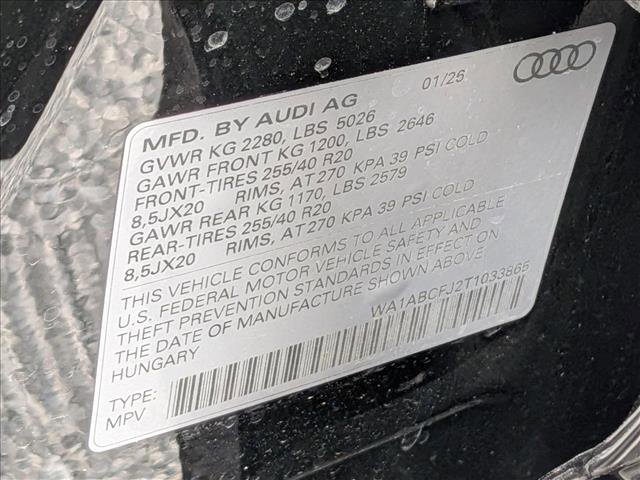 MFD. BY AUDI AG 01/25
GVWR KG 2280, LBS 5026
GAWR FRONT KG 1200, LBS 2646
FRONT-TIRES 255/40 R20
8,5JX20 RIMS, AT 270 KPA 39 PSI COLD
GAWR REAR KG 1170, LBS 2579
REAR-TIRES 255/40 R20
8,5JX20 RIMS, AT 270 KPA 39 PSI COLD
THIS VEHICLE CONFORMS TO ALL APPLICABLE
U.S. FEDERAL MOTOR VEHICLE SAFETY AND
THEFT PREVENTION STANDARDS IN EFFECT ON
THE DATE OF MANUFACTURE SHOWN ABOVE
HUNGARY
WA1ABCFJ2T1033865
TYPE:
MPV